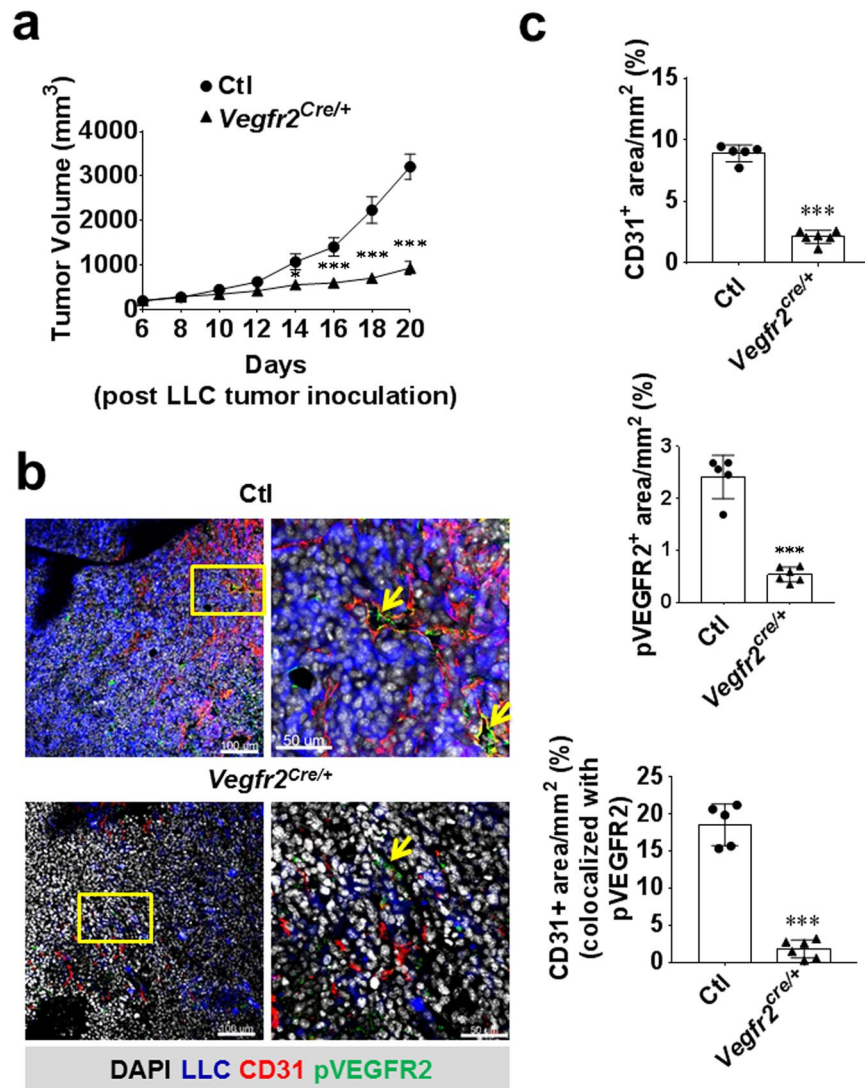 a
Ctl
Vegfr2Cre/+
Tumor Volume (mm3)
4000
3000
2000
1000
0
*
***
***
***
6 8 10 12 14 16 18 20
Days
(post LLC tumor inoculation)
b
Ctl
100 um
50 um
Vegfr2Cre/+
100 um
50 um
DAPI LLC CD31 pVEGFR2
c
CD31+ area/mm2 (%)
15
10
5
0
***
Ctl
Vegfr2cre/+
pVEGFR2+ area/mm2 (%)
3
2
1
0
***
Ctl
Vegfr2cre/+
CD31+ area/mm2 (%)
(colocalized with
pVEGFR2)
25
20
15
10
5
0
***
Ctl
Vegfr2cre/+